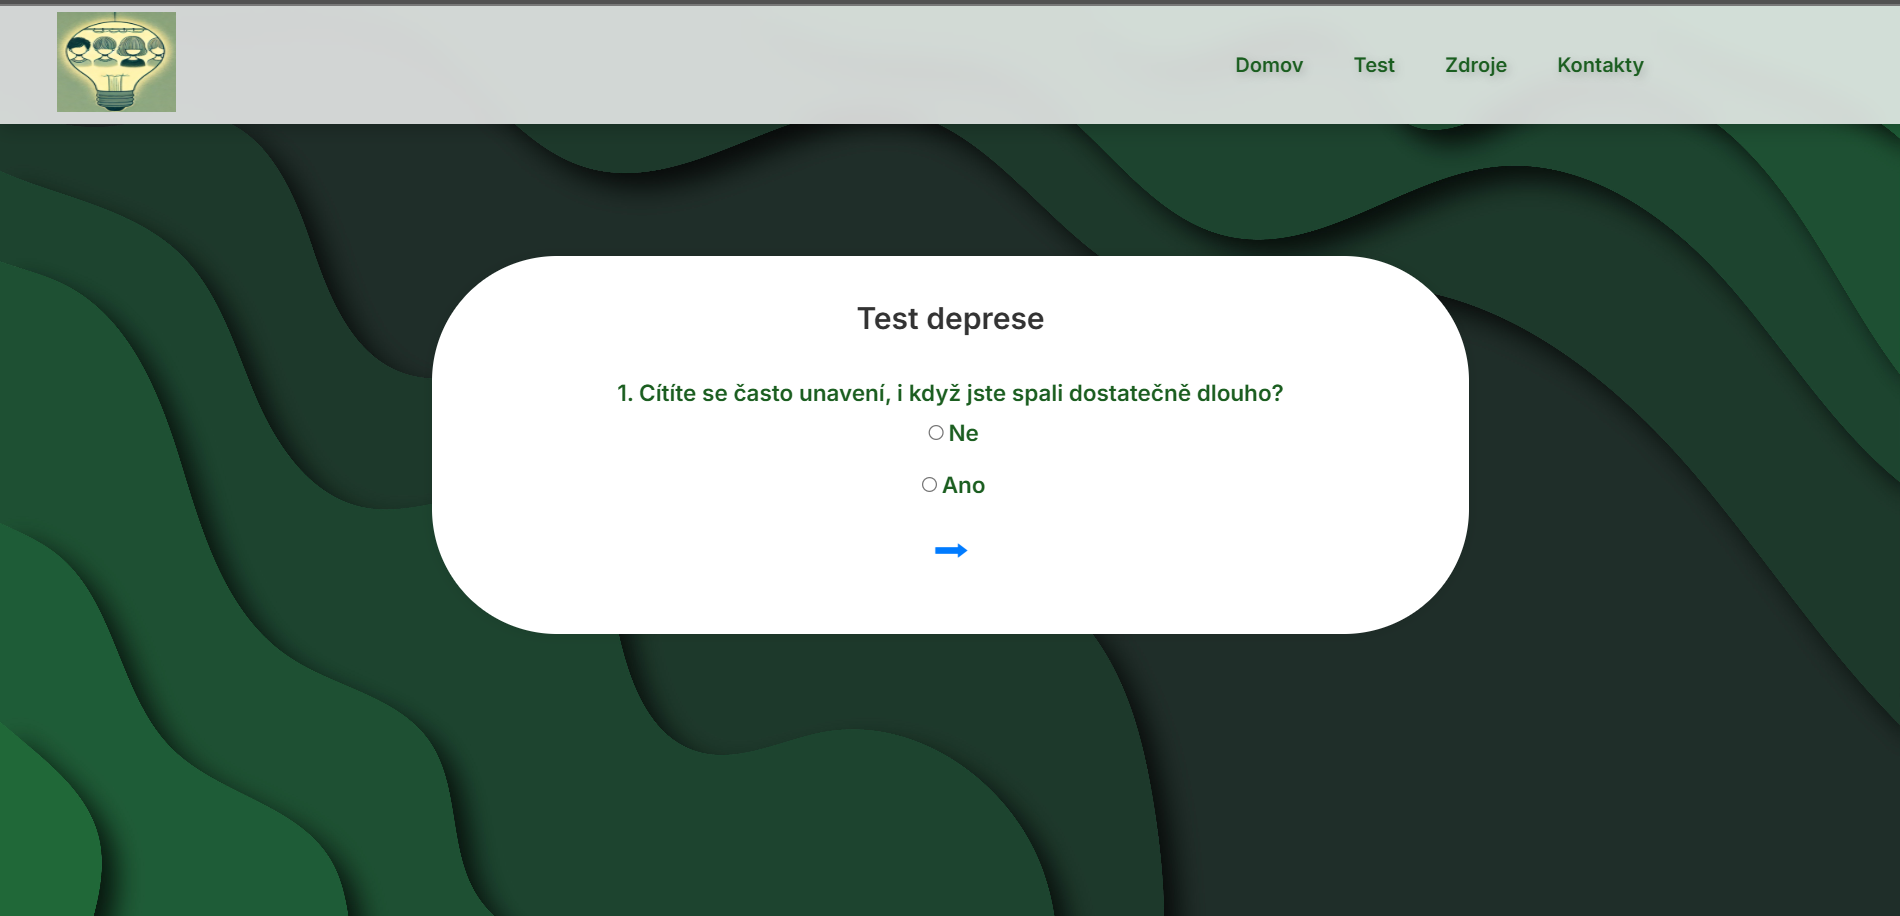 Domov Test Zdroje Kontakty
Test deprese
1. Cítíte se často unavení, i když jste spali dostatečně dlouho?
Ne
Ano